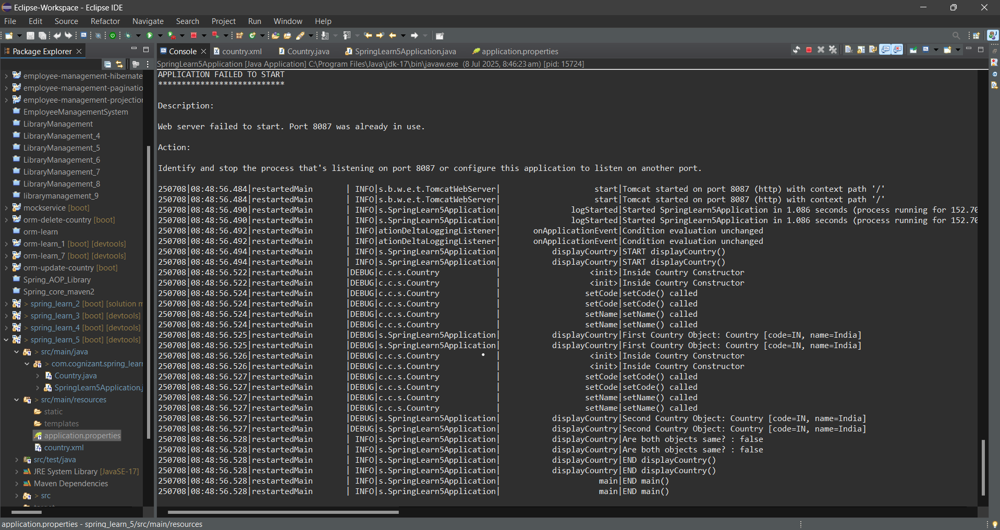 Eclipse-Workspace - Eclipse IDE
File Edit Source Refactor Navigate Search Project Run Window Help
Package Explorer
Console country.xml Country.java SpringLearn5Application.java application.properties
SpringLearn5Application [Java Application] C:\Program Files\Java\jdk-17\bin\javaw.exe (8 Jul 2025, 8:46:23 am) [pid: 15724]
employee-management-hibernate
employee-management-paginatio
employee-management-projection
EmployeeManagementSystem
LibraryManagement
LibraryManagement_4
LibraryManagement_5
LibraryManagement_6
LibraryManagement_7
LibraryManagement_8
librarymanagement_9
mockservice [boot]
orm-delete-country [boot]
orm-learn
orm-learn_1 [boot] [devtools]
orm-learn_7 [boot] [devtools]
orm-update-country [boot]
Spring_AOP_Library
Spring_core_maven2
> spring_learn_2 [boot] [solution m
> spring_learn_3 [boot] [devtools]
> spring_learn_4 [boot] [devtools]
> spring_learn_5 [boot] [devtools]
> src/main/java
> com.cognizant.spring_lear
Country.java
SpringLearn5Application.j
> src/main/resources
static
templates
application.properties
country.xml
src/test/java
JRE System Library [JavaSE-17]
Maven Dependencies
> src
target
APPLICATION FAILED TO START
***************************
Description:
Web server failed to start. Port 8087 was already in use.
Action:
Identify and stop the process that's listening on port 8087 or configure this application to listen on another port.
250708|08:48:56.484|restartedMain | INFO|s.b.w.e.t.TomcatWebServer| start|Tomcat started on port 8087 (http) with context path '/'
250708|08:48:56.484|restartedMain | INFO|s.b.w.e.t.TomcatWebServer| start|Tomcat started on port 8087 (http) with context path '/'
250708|08:48:56.490|restartedMain | INFO|s.SpringLearn5Application| logStarted|Started SpringLearn5Application in 1.086 seconds (process running for 152.70
250708|08:48:56.490|restartedMain | INFO|s.SpringLearn5Application| logStarted|Started SpringLearn5Application in 1.086 seconds (process running for 152.70
250708|08:48:56.492|restartedMain | INFO|ationDeltaLoggingListener| onApplicationEvent|Condition evaluation unchanged
250708|08:48:56.492|restartedMain | INFO|ationDeltaLoggingListener| onApplicationEvent|Condition evaluation unchanged
250708|08:48:56.494|restartedMain | INFO|s.SpringLearn5Application| displayCountry|START displayCountry()
250708|08:48:56.494|restartedMain | INFO|s.SpringLearn5Application| displayCountry|START displayCountry()
250708|08:48:56.522|restartedMain |DEBUG|c.c.s.Country | <init>|Inside Country Constructor
250708|08:48:56.522|restartedMain |DEBUG|c.c.s.Country | <init>|Inside Country Constructor
250708|08:48:56.524|restartedMain |DEBUG|c.c.s.Country | setCode|setCode() called
250708|08:48:56.524|restartedMain |DEBUG|c.c.s.Country | setCode|setCode() called
250708|08:48:56.524|restartedMain |DEBUG|c.c.s.Country | setName|setName() called
250708|08:48:56.524|restartedMain |DEBUG|c.c.s.Country | setName|setName() called
250708|08:48:56.525|restartedMain |DEBUG|s.SpringLearn5Application| displayCountry|First Country Object: Country [code=IN, name=India]
250708|08:48:56.525|restartedMain |DEBUG|s.SpringLearn5Application| displayCountry|First Country Object: Country [code=IN, name=India]
250708|08:48:56.526|restartedMain |DEBUG|c.c.s.Country | <init>|Inside Country Constructor
250708|08:48:56.526|restartedMain |DEBUG|c.c.s.Country | <init>|Inside Country Constructor
250708|08:48:56.527|restartedMain |DEBUG|c.c.s.Country | setCode|setCode() called
250708|08:48:56.527|restartedMain |DEBUG|c.c.s.Country | setCode|setCode() called
250708|08:48:56.527|restartedMain |DEBUG|c.c.s.Country | setName|setName() called
250708|08:48:56.527|restartedMain |DEBUG|c.c.s.Country | setName|setName() called
250708|08:48:56.527|restartedMain |DEBUG|s.SpringLearn5Application| displayCountry|Second Country Object: Country [code=IN, name=India]
250708|08:48:56.527|restartedMain |DEBUG|s.SpringLearn5Application| displayCountry|Second Country Object: Country [code=IN, name=India]
250708|08:48:56.528|restartedMain | INFO|s.SpringLearn5Application| displayCountry|Are both objects same? : false
250708|08:48:56.528|restartedMain | INFO|s.SpringLearn5Application| displayCountry|Are both objects same? : false
250708|08:48:56.528|restartedMain | INFO|s.SpringLearn5Application| displayCountry|END displayCountry()
250708|08:48:56.528|restartedMain | INFO|s.SpringLearn5Application| displayCountry|END displayCountry()
250708|08:48:56.528|restartedMain | INFO|s.SpringLearn5Application| main|END main()
250708|08:48:56.528|restartedMain | INFO|s.SpringLearn5Application| main|END main()
application.properties - spring_learn_5/src/main/resources